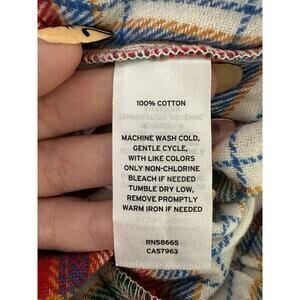 100% COTTON
MACHINE WASH COLD,
GENTLE CYCLE,
WITH LIKE COLORS
ONLY NON-CHLORINE
BLEACH IF NEEDED
TUMBLE DRY LOW,
REMOVE PROMPTLY
WARM IRON IF NEEDED
RN58665
CA57963